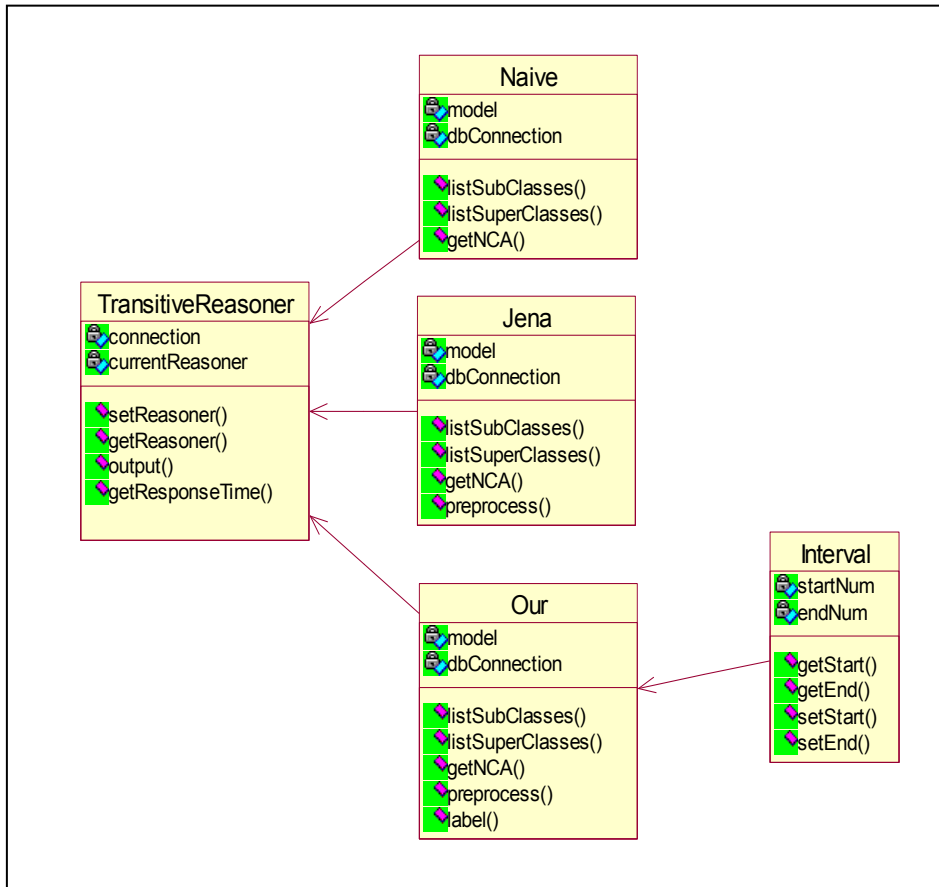 Naive
model
dbConnection
listSubClasses()
listSuperClasses()
getNCA()
TransitiveReasoner
connection
currentReasoner
setReasoner()
getReasoner()
output()
getResponseTime()
Jena
model
dbConnection
listSubClasses()
listSuperClasses()
getNCA()
preprocess()
Our
model
dbConnection
listSubClasses()
listSuperClasses()
getNCA()
preprocess()
label()
Interval
startNum
endNum
getStart()
getEnd()
setStart()
setEnd()